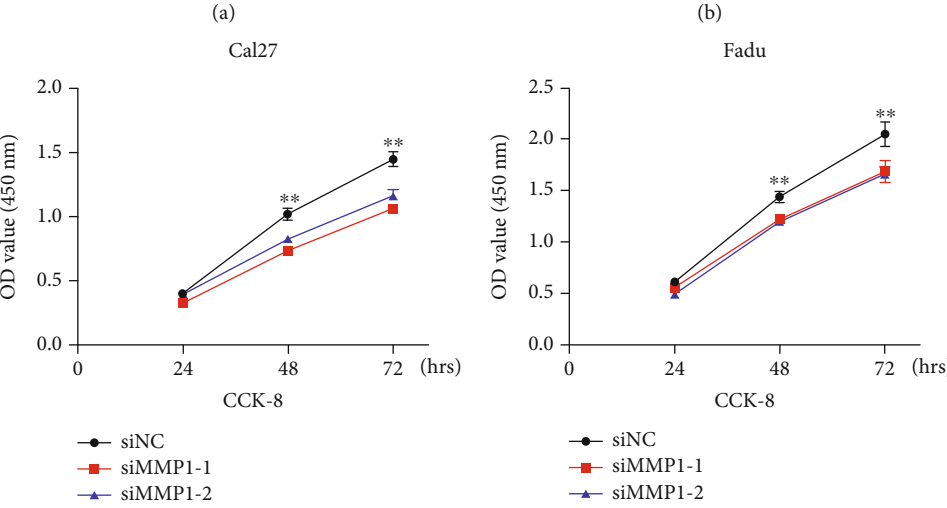 (a)
Cal27
OD value (450 nm)
2.0
1.5
1.0
0.5
0.0
**
**
0 24 48 72 (hrs)
CCK-8
siNC
siMMP1-1
siMMP1-2
(b)
Fadu
OD value (450 nm)
2.5
2.0
1.5
1.0
0.5
0.0
**
**
0 24 48 72 (hrs)
CCK-8
siNC
siMMP1-1
siMMP1-2